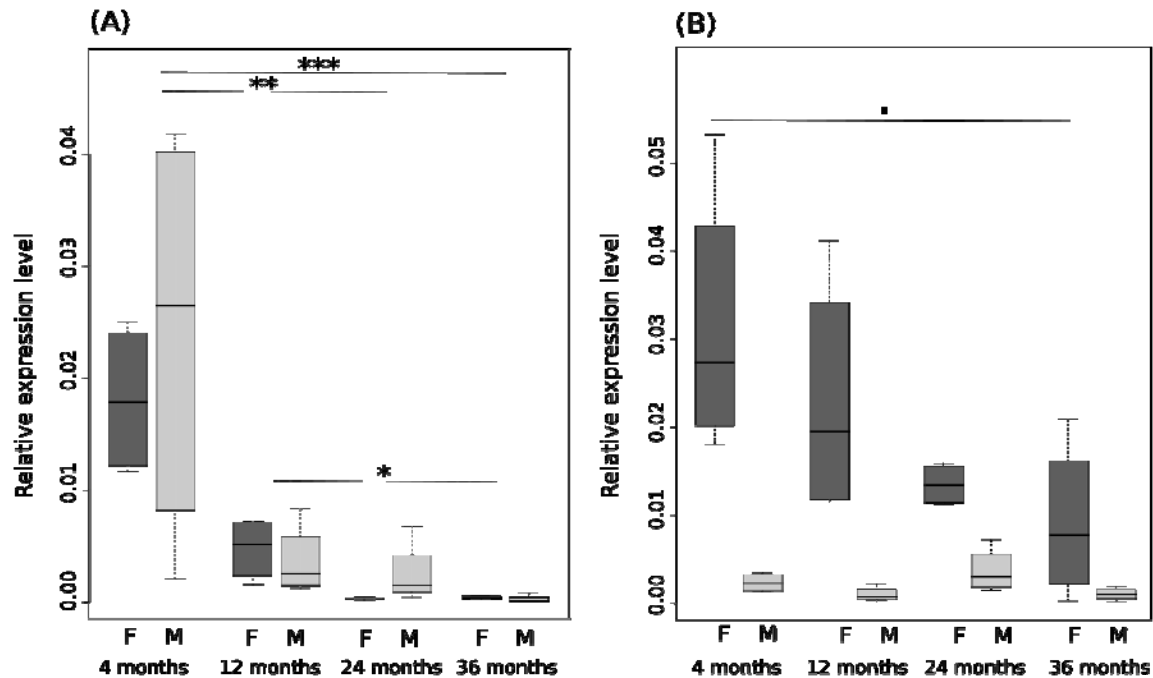 (A)
***
**
*
Relative expression level
0.04
0.03
0.02
0.01
0.00
F M F M F M F M
4 months 12 months 24 months 36 months
(B)
.
Relative expression level
0.05
0.04
0.03
0.02
0.01
0.00
F M F M F M F M
4 months 12 months 24 months 36 months